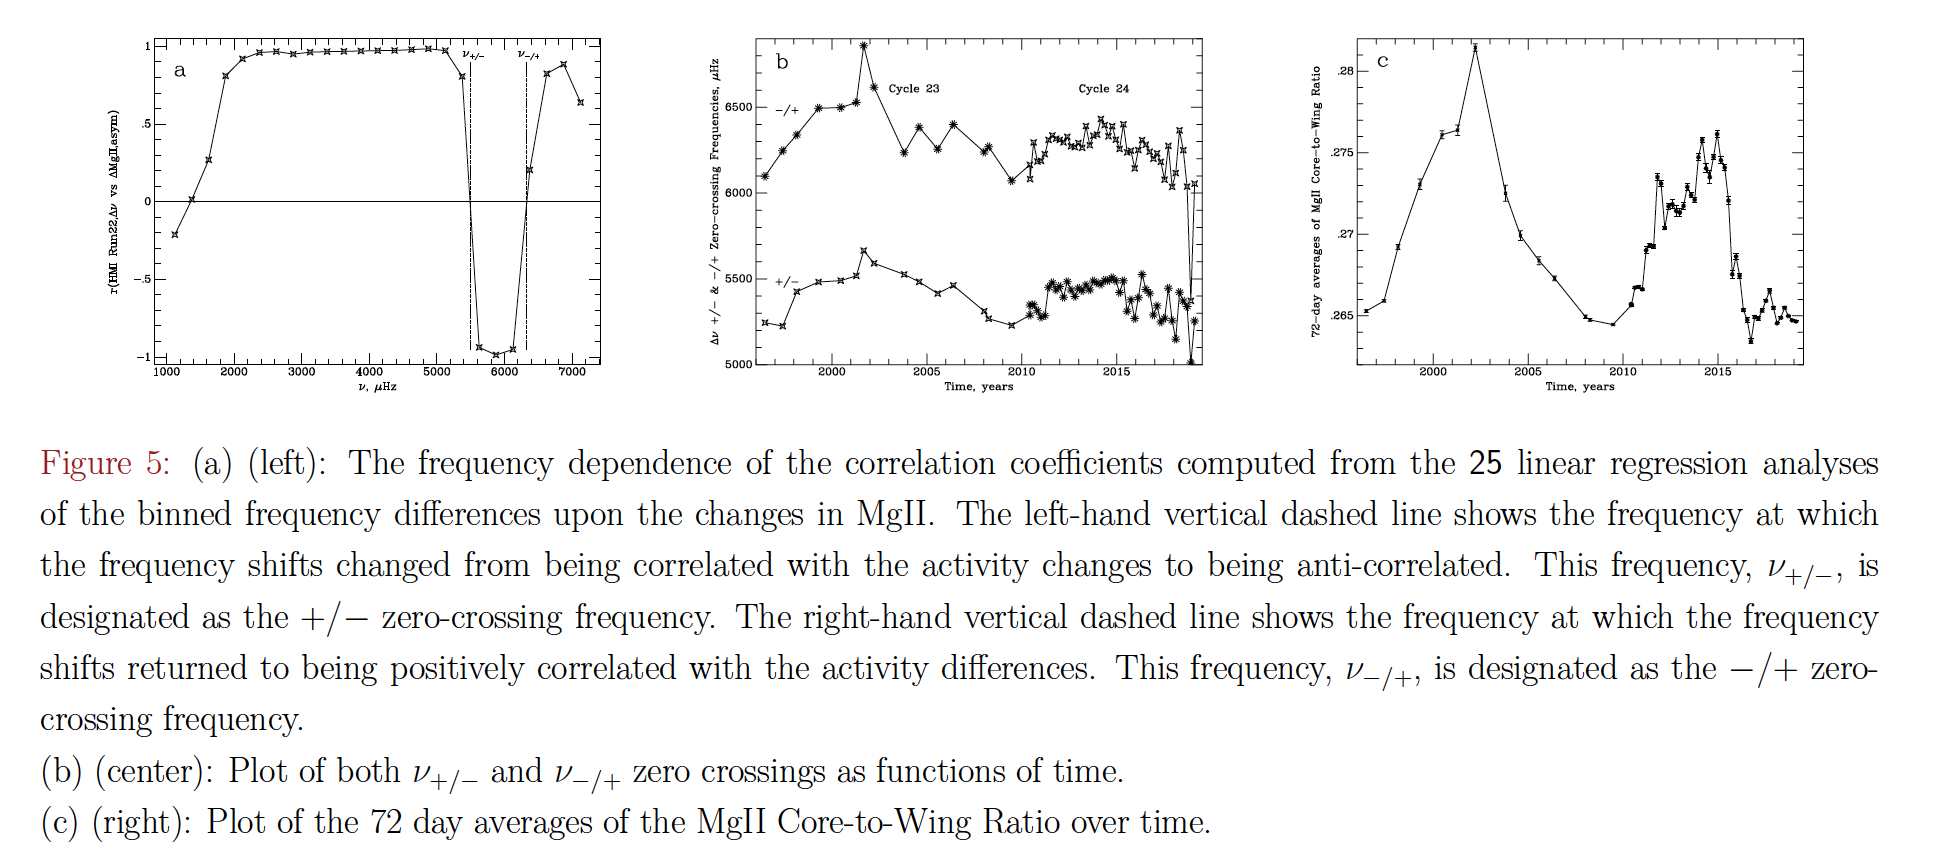 a
ν+/−
ν−/+
1
.5
0
−.5
−1
r(HMI Run22,Δν vs ΔMgII,asym)
1000 2000 3000 4000 5000 6000 7000
ν, μHz
b
−/+
Cycle 23
Cycle 24
+/−
6500
6000
5500
5000
Δν +/− & −/+ Zero−crossing Frequencies, μHz
2000 2005 2010 2015
Time, years
c
.28
.275
.27
.265
72−day averages of MgII Core−to−Wing Ratio
2000 2005 2010 2015
Time, years
Figure 5: (a) (left): The frequency dependence of the correlation coefficients computed from the 25 linear regression analyses
of the binned frequency differences upon the changes in MgII. The left-hand vertical dashed line shows the frequency at which
the frequency shifts changed from being correlated with the activity changes to being anti-correlated. This frequency, ν+/−, is
designated as the +/− zero-crossing frequency. The right-hand vertical dashed line shows the frequency at which the frequency
shifts returned to being positively correlated with the activity differences. This frequency, ν−/+, is designated as the −/+ zero-
crossing frequency.
(b) (center): Plot of both ν+/− and ν−/+ zero crossings as functions of time.
(c) (right): Plot of the 72 day averages of the MgII Core-to-Wing Ratio over time.